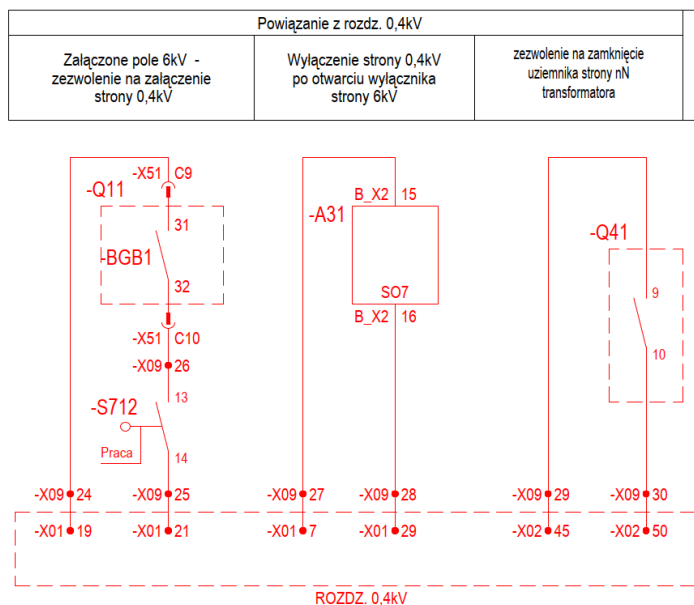 Powiązanie z rozdz. 0,4kV
Załączone pole 6kV -
zezwolenie na załączenie
strony 0,4kV
Wyłączenie strony 0,4kV
po otwarciu wyłącznika
strony 6kV
zezwolenie na zamknięcie
uziemnika strony nN
transformatora
-X51 C9
-Q11
31
-BGB1
32
-X51 C10
-X09 26
-S712
13
Praca
14
B_X2 15
-A31
SO7
B_X2 16
-Q41
9
10
-X09 24
-X09 25
-X09 27
-X09 28
-X09 29
-X09 30
-X01 19
-X01 21
-X01 7
-X01 29
-X02 45
-X02 50
ROZDZ. 0,4kV